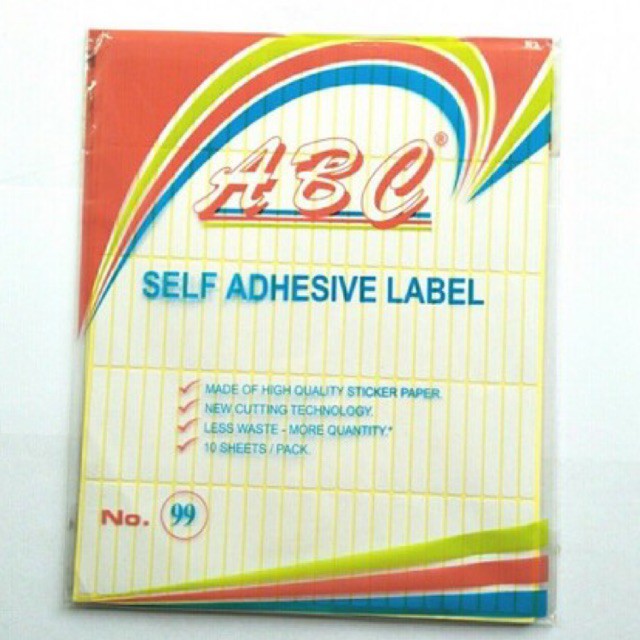 ABC®
SELF ADHESIVE LABEL
MADE OF HIGH QUALITY STICKER PAPER.
NEW CUTTING TECHNOLOGY.
LESS WASTE - MORE QUANTITY.*
10 SHEETS / PACK.
No. 99